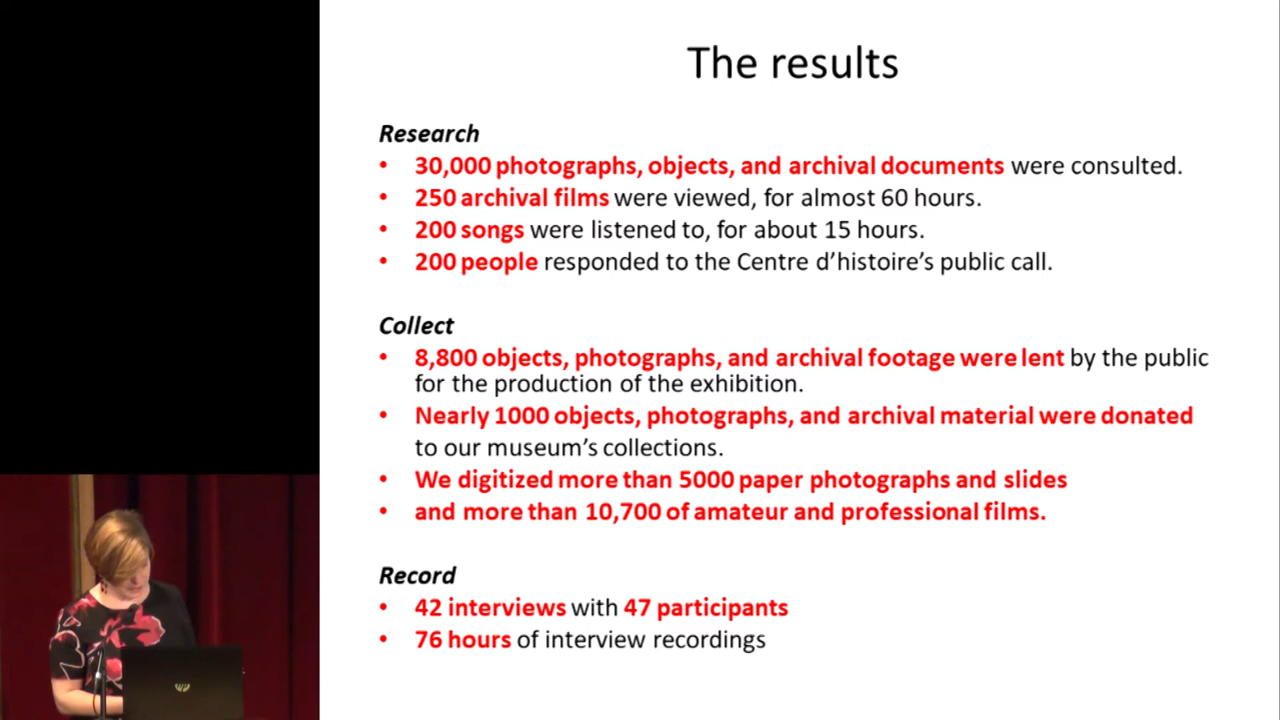 The results
Research
• 30,000 photographs, objects, and archival documents were consulted.
• 250 archival films were viewed, for almost 60 hours.
• 200 songs were listened to, for about 15 hours.
• 200 people responded to the Centre d’histoire’s public call.
Collect
• 8,800 objects, photographs, and archival footage were lent by the public
for the production of the exhibition.
• Nearly 1000 objects, photographs, and archival material were donated
to our museum’s collections.
• We digitized more than 5000 paper photographs and slides
• and more than 10,700 of amateur and professional films.
Record
• 42 interviews with 47 participants
• 76 hours of interview recordings